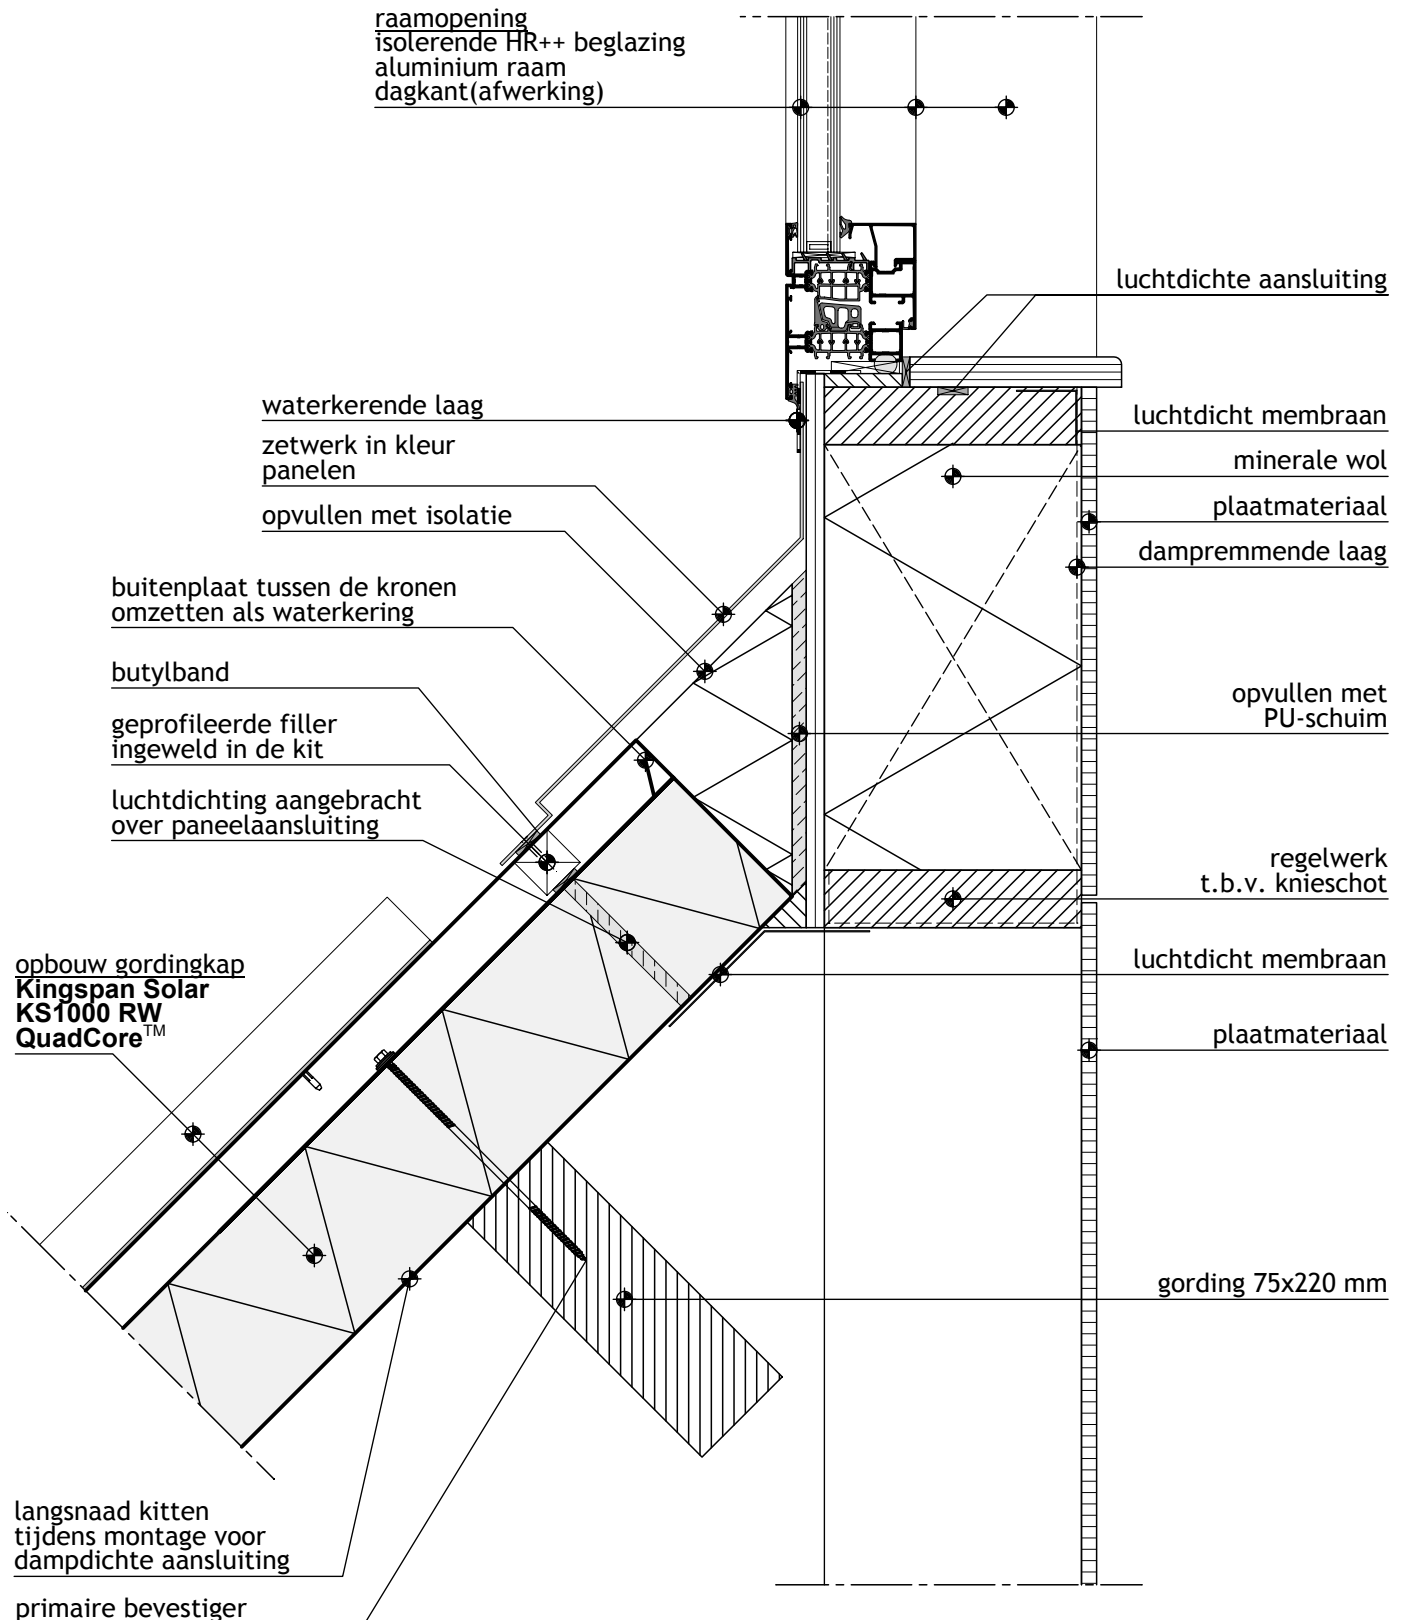 raamopening
isolerende HR++ beglazing
aluminium raam
dagkant(afwerking)
luchtdichte aansluiting
waterkerende laag
zetwerk in kleur
panelen
opvullen met isolatie
buitenplaat tussen de kronen
omzetten als waterkering
butylband
geprofileerde filler
ingeweld in de kit
luchtdichting aangebracht
over paneelaansluiting
opbouw gordingkap
Kingspan Solar
KS1000 RW
QuadCore™
langsnaad kitten
tijdens montage voor
dampdichte aansluiting
primaire bevestiger
luchtdicht membraan
minerale wol
plaatmateriaal
dampremmende laag
opvullen met
PU-schuim
regelwerk
t.b.v. knieschot
luchtdicht membraan
plaatmateriaal
gording 75x220 mm